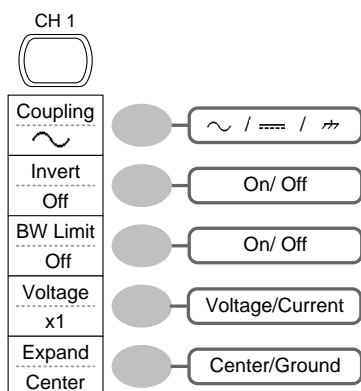 CH 1
Coupling
/ /
Invert
Off
On/ Off
BW Limit
Off
On/ Off
Voltage
x1
Voltage/Current
Expand
Center
Center/Ground